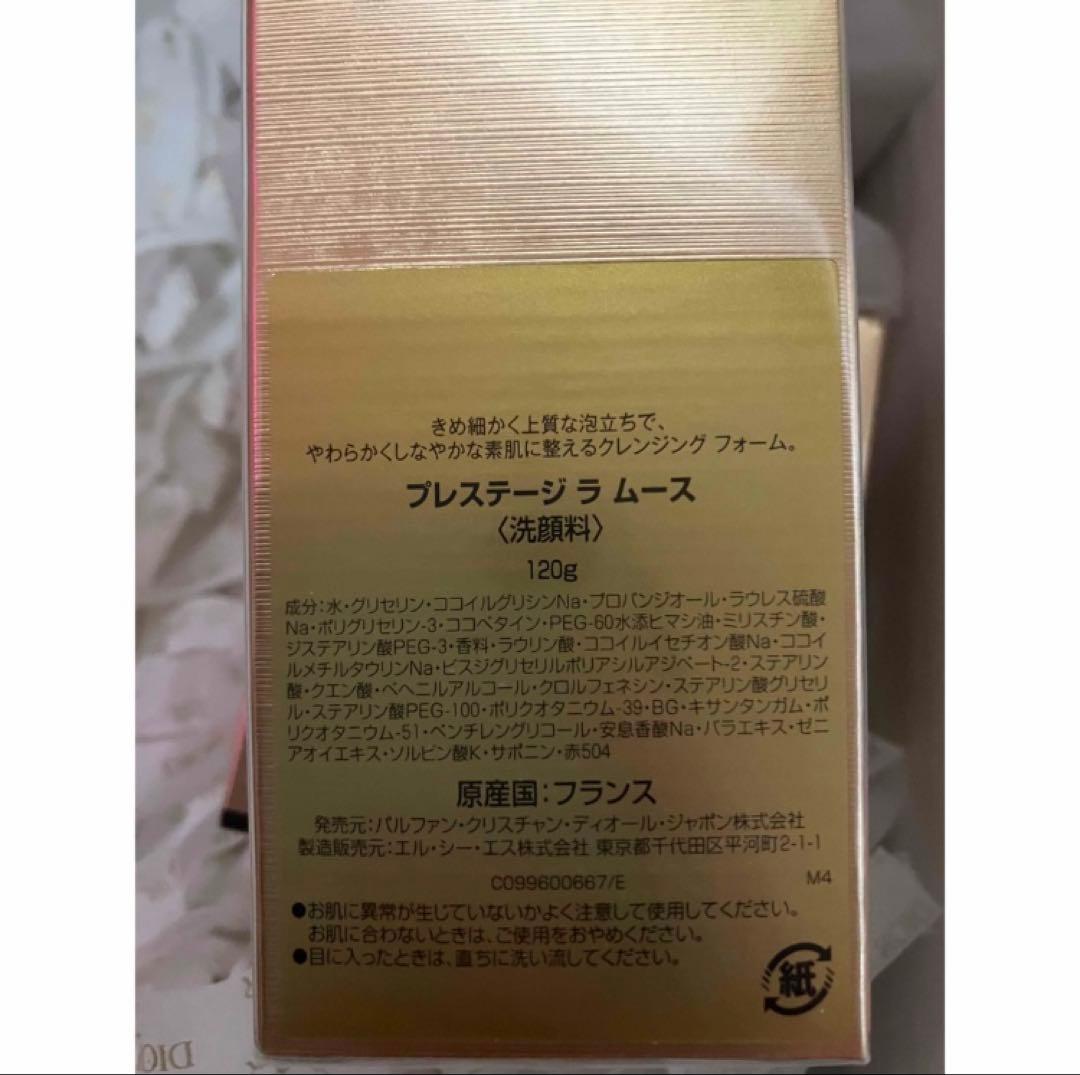 きめ細かく上質な泡立ちで、
やわらかくしなやかな素肌に整えるクレンジング フォーム。
プレステージ ラ ムース
〈洗顔料〉
120g
成分:水・グリセリン・ココイルグリシンNa・プロパンジオール・ラウレス硫酸
Na・ポリグリセリン-3・ココベタイン・PEG-60水添ヒマシ油・ミリスチン酸・
ジステアリン酸PEG-3・香料・ラウリン酸・ココイルイセチオン酸Na・ココイ
ルメチルタウリンNa・ビスジグリセリルポリアシルアジペート-2・ステアリン
酸・クエン酸・ベヘニルアルコール・クロルフェネシン・ステアリン酸グリセリ
ル・ステアリン酸PEG-100・ポリクオタニウム-39・BG・キサンタンガム・ポ
リクオタニウム-51・ペンチレングリコール・安息香酸Na・バラエキス・ゼニ
アオイエキス・ソルビン酸K・サポニン・赤504
原産国:フランス
発売元:パルファン・クリスチャン・ディオール・ジャポン株式会社
製造販売元:エル・シー・エス株式会社 東京都千代田区平河町2-1-1
C099600667/E
M4
●お肌に異常が生じていないかよく注意して使用してください。
お肌に合わないときは、ご使用をおやめください。
●目に入ったときは、直ちに洗い流してください。
紙
DIO